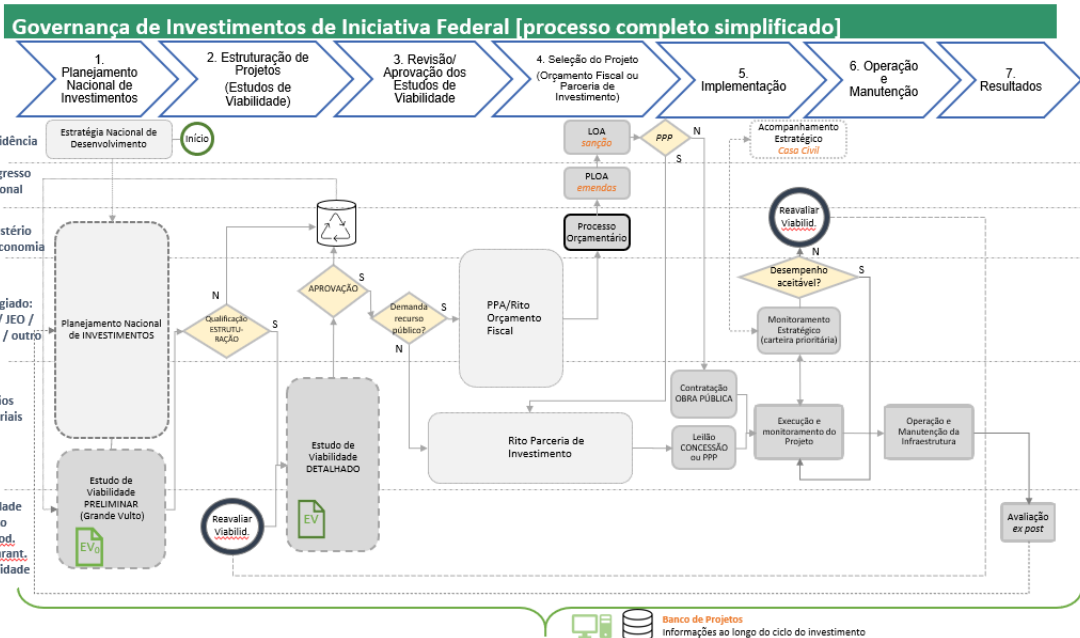 Governança de Investimentos de Iniciativa Federal [processo completo simplificado]
1.
Planejamento
Nacional de
Investimentos
2. Estruturação de
Projetos
(Estudos de
Viabilidade)
3. Revisão/
Aprovação dos
Estudos de
Viabilidade
4. Seleção do Projeto
(Orçamento Fiscal ou
Parceria de
Investimento)
5.
Implementação
6. Operação
e
Manutenção
7.
Resultados
idência
gresso
onal
stério
conomia
giado:
/ JEO /
/ outro
ios
riais
dade
to
od.
arant.
idade
Estratégia Nacional de
Desenvolvimento
Início
Planejamento Nacional
de INVESTIMENTOS
Estudo de
Viabilidade
PRELIMINAR
(Grande Vulto)
EV0
N
Qualificação
ESTRUTU-
RAÇÃO
S
Reavaliar
Viabilid.
Estudo de
Viabilidade
DETALHADO
EV
APROVAÇÃO
S
Demanda
recurso
público?
S
N
PPA/Rito
Orçamento
Fiscal
Rito Parceria de
Investimento
LOA
sanção
PLOA
emendas
Processo
Orçamentário
PPP
N
S
Contratação
OBRA PÚBLICA
Leilão
CONCESSÃO
ou PPP
Acompanhamento
Estratégico
Casa Civil
Reavaliar
Viabilid.
N
Desempenho
aceitável?
S
Monitoramento
Estratégico
(carteira prioritária)
Execução e
monitoramento do
Projeto
Operação e
Manutenção da
Infraestrutura
Avaliação
ex post
Banco de Projetos
Informações ao longo do ciclo do investimento